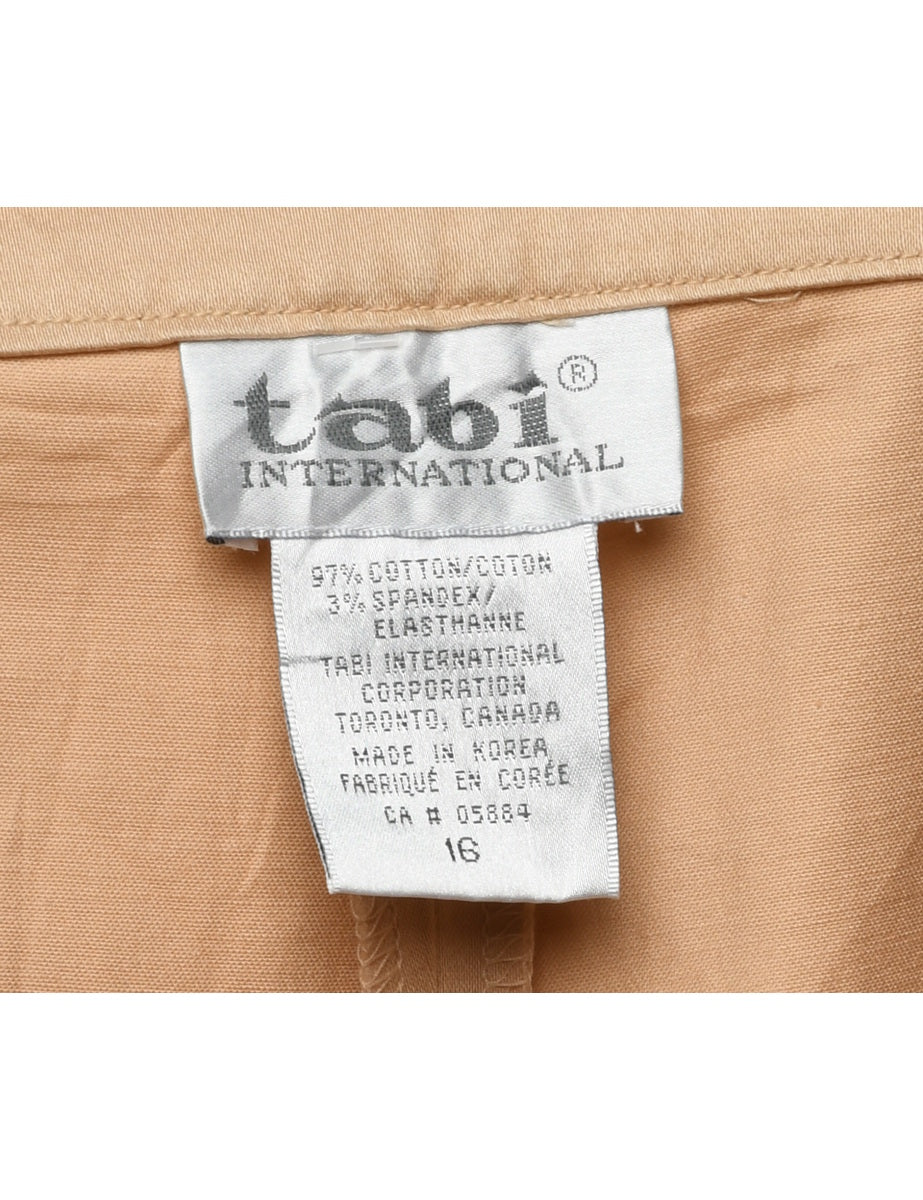 tabi®
INTERNATIONAL
97% COTTON/COTON
3% SPANDEX/
ELASTHANNE
TABI INTERNATIONAL
CORPORATION
TORONTO, CANADA
MADE IN KOREA
FABRIQUÉ EN CORÉE
CA # 05884
16